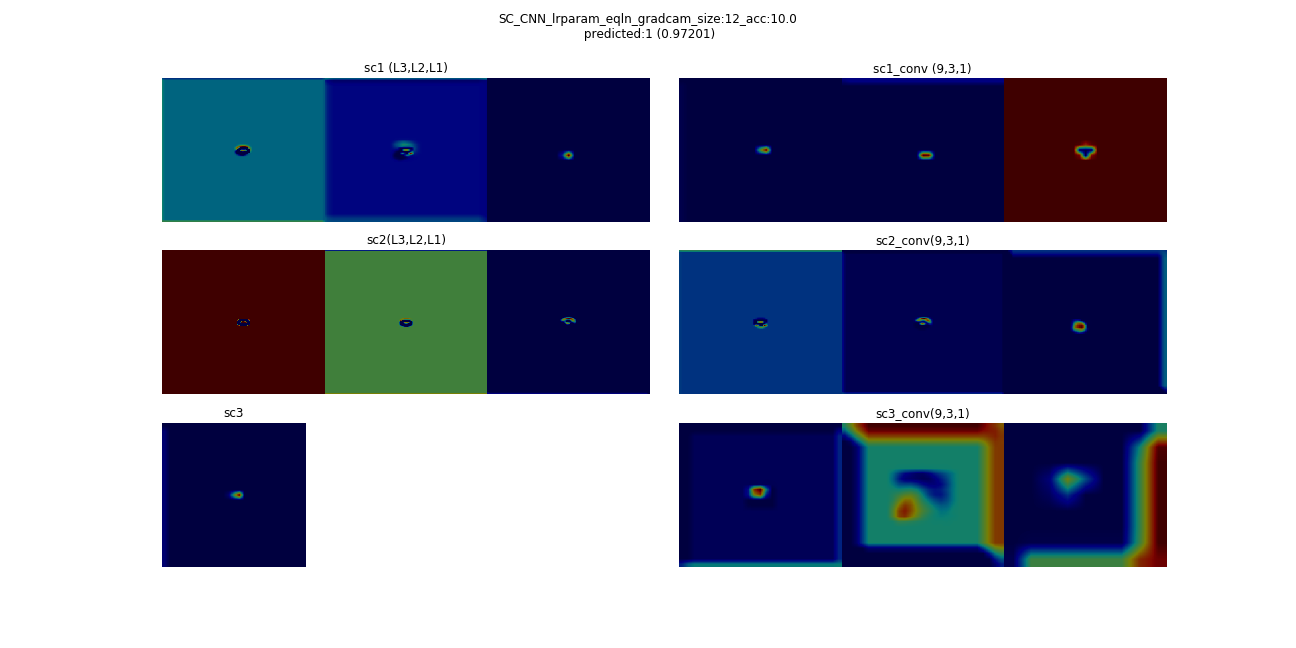 SC_CNN_lrparam_eqln_gradcam_size:12_acc:10.0
predicted:1 (0.97201)
sc1 (L3,L2,L1)
sc1_conv (9,3,1)
sc2(L3,L2,L1)
sc2_conv(9,3,1)
sc3
sc3_conv(9,3,1)